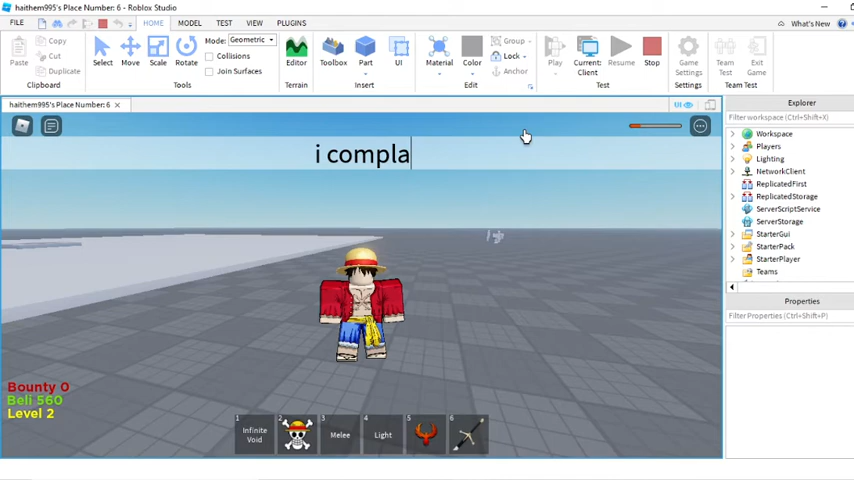 haithem995's Place Number: 6 - Roblox Studio
FILE
HOME
MODEL
TEST
VIEW
PLUGINS
What's New
Paste
Copy
Cut
Duplicate
Clipboard
Select
Move
Scale
Rotate
Mode: Geometric
Collisions
Join Surfaces
Tools
Editor
Terrain
Toolbox
Part
UI
Insert
Material
Color
Group
Lock
Anchor
Edit
Play
Current:
Client
Resume
Stop
Test
Game
Settings
Settings
Team
Test
Exit
Game
Team Test
haithem995's Place Number: 6
UI
i compla
Bounty 0
Beli 560
Level 2
1
Infinite
Void
2
3
Melee
4
Light
5
6
Explorer
Filter workspace (Ctrl+Shift+X)
Workspace
Players
Lighting
NetworkClient
ReplicatedFirst
ReplicatedStorage
ServerScriptService
ServerStorage
StarterGui
StarterPack
StarterPlayer
Teams
Properties
Filter Properties (Ctrl+Shift+P)